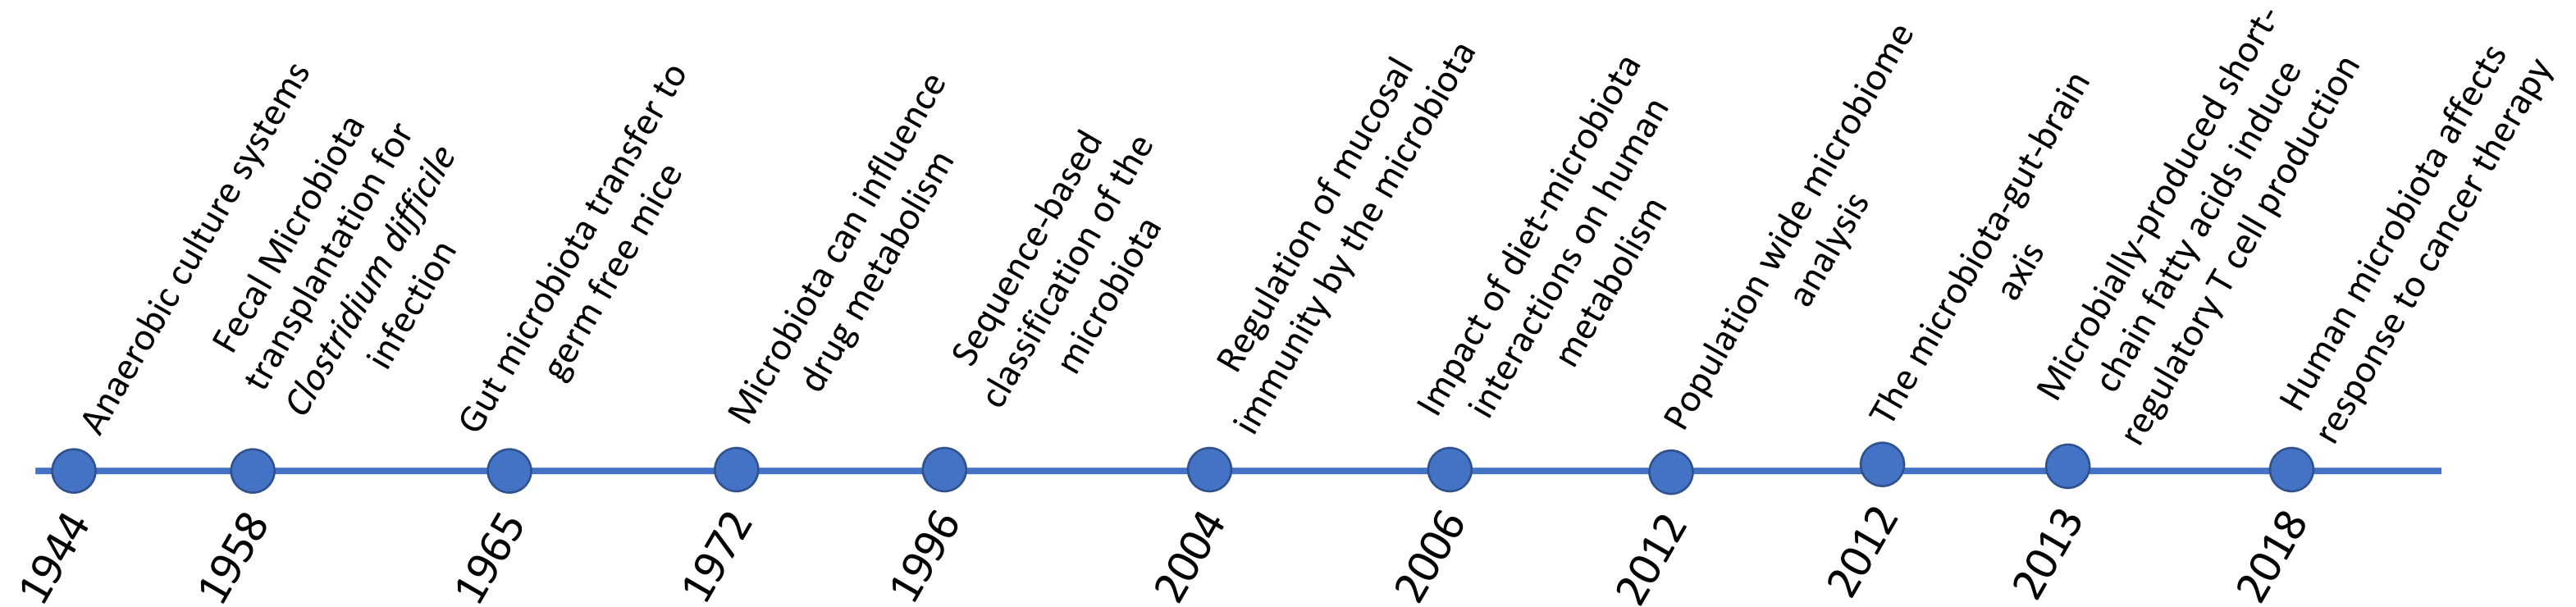 Anaerobic culture systems
Fecal Microbiota
transplantation for
Clostridium difficile
infection
Gut microbiota transfer to
germ free mice
Microbiota can influence
drug metabolism
Sequence-based
classification of the
microbiota
Regulation of mucosal
immunity by the microbiota
Impact of diet-microbiota
interactions on human
metabolism
Population wide microbiome
analysis
The microbiota-gut-brain
axis
Microbially-produced short-
chain fatty acids induce
regulatory T cell production
Human microbiota affects
response to cancer therapy
1944
1958
1965
1972
1996
2004
2006
2012
2012
2013
2018